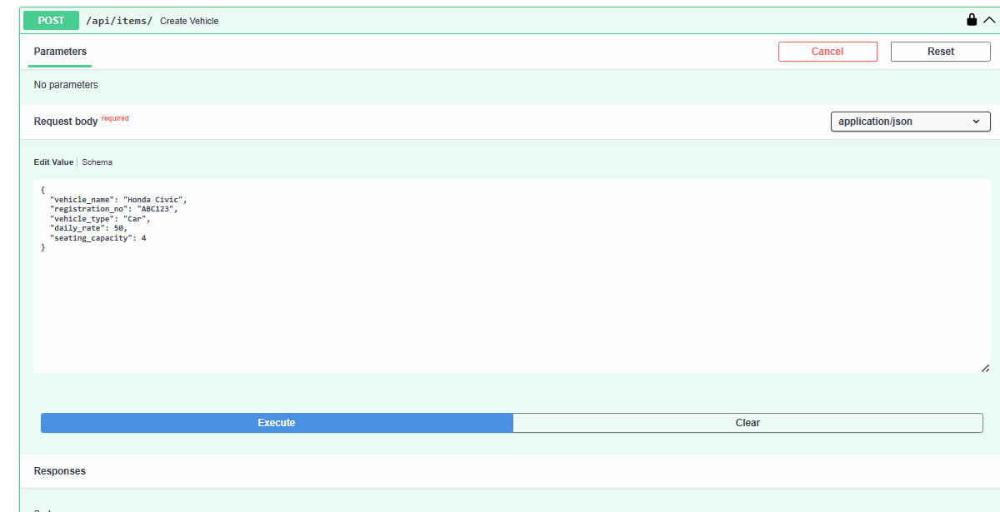 POST /api/items/ Create Vehicle
Parameters
Cancel
Reset
No parameters
Request body required
application/json
Edit Value | Schema
{
  "vehicle_name": "Honda Civic",
  "registration_no": "ABC123",
  "vehicle_type": "Car",
  "daily_rate": 50,
  "seating_capacity": 4
}
Execute
Clear
Responses